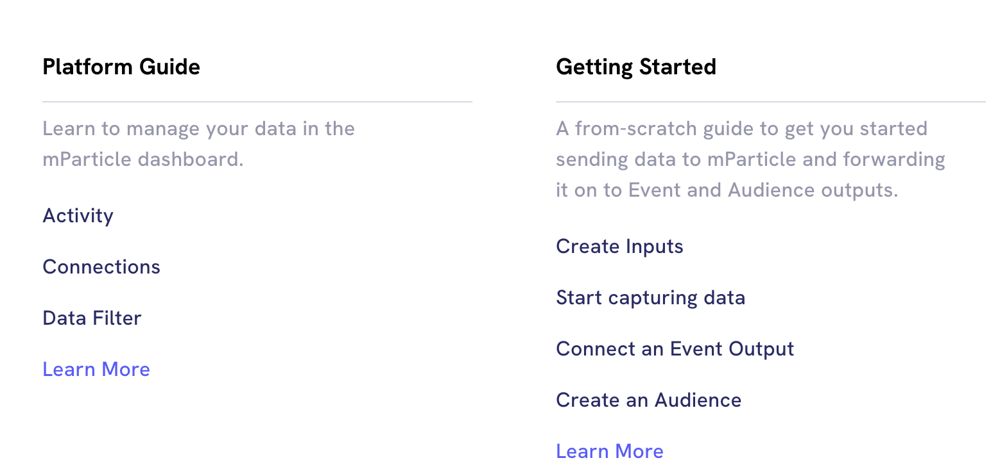 Platform Guide
Learn to manage your data in the
mParticle dashboard.
Activity
Connections
Data Filter
Learn More
Getting Started
A from-scratch guide to get you started
sending data to mParticle and forwarding
it on to Event and Audience outputs.
Create Inputs
Start capturing data
Connect an Event Output
Create an Audience
Learn More